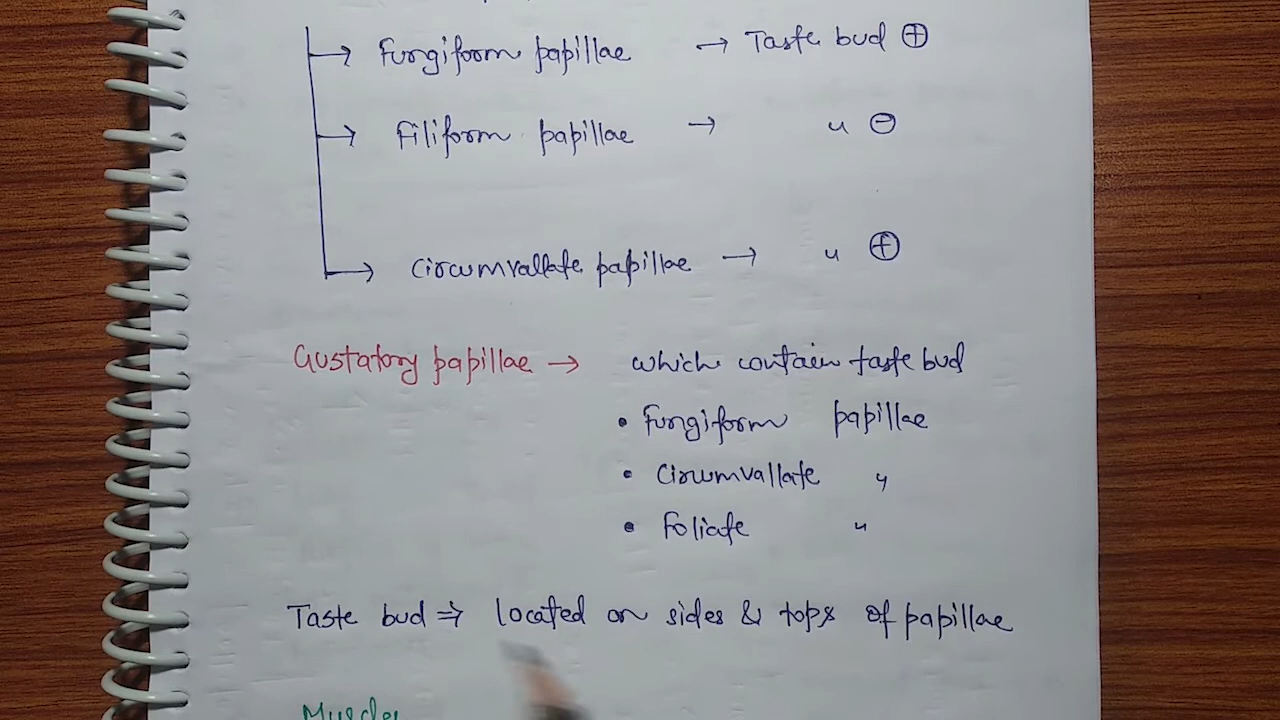 → Fungiform papillae → Taste bud ⊕
→ Filiform papillae → " ⊖
→ Circumvallate papillae → " ⊕
Gustatory papillae → which contain taste bud
• Fungiform papillae
• Circumvallate "
• Foliate "
Taste bud ⇒ located on sides & tops of papillae
Muscles